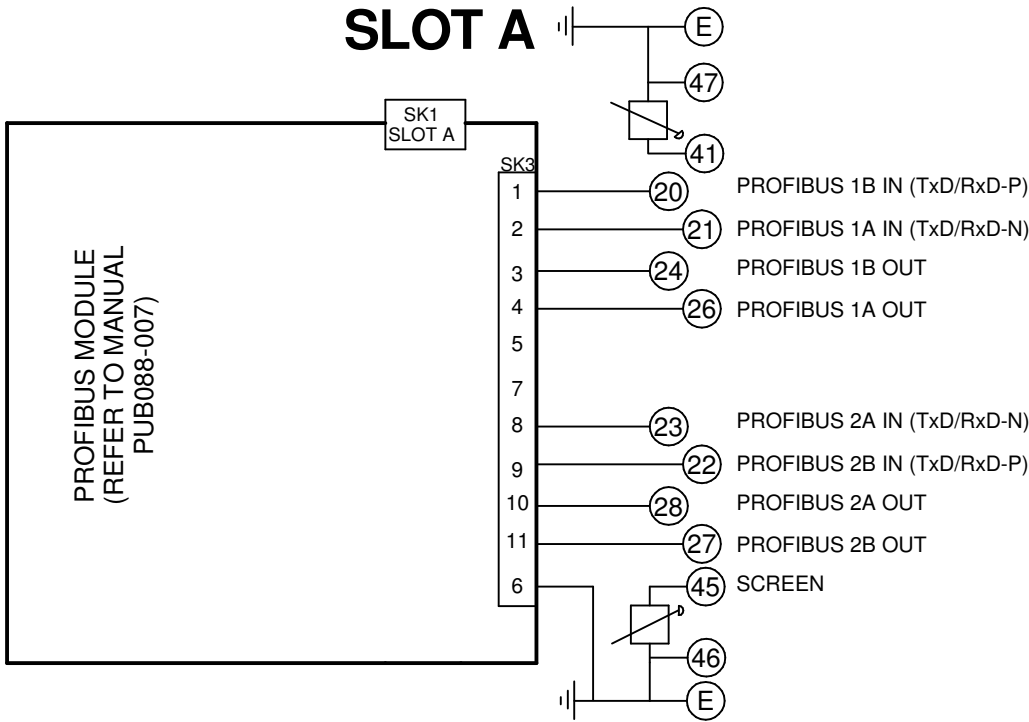 SLOT A
E
47
41
SK1
SLOT A
SK3
1 20 PROFIBUS 1B IN (TxD/RxD-P)
2 21 PROFIBUS 1A IN (TxD/RxD-N)
3 24 PROFIBUS 1B OUT
4 26 PROFIBUS 1A OUT
5
7
8 23 PROFIBUS 2A IN (TxD/RxD-N)
9 22 PROFIBUS 2B IN (TxD/RxD-P)
10 28 PROFIBUS 2A OUT
11 27 PROFIBUS 2B OUT
6 45 SCREEN
46
E
PROFIBUS MODULE
(REFER TO MANUAL
PUB088-007)